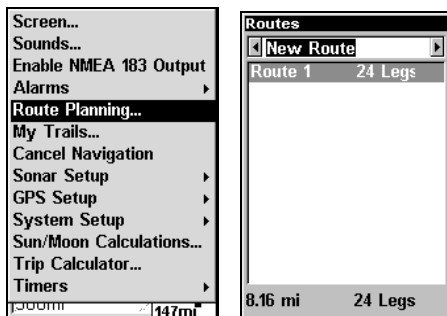 Screen...
Sounds...
Enable NMEA 183 Output
Alarms
Route Planning...
My Trails...
Cancel Navigation
Sonar Setup
GPS Setup
System Setup
Sun/Moon Calculations...
Trip Calculator...
Timers
147mi
Routes
New Route
Route 1 24 Legs
8.16 mi 24 Legs